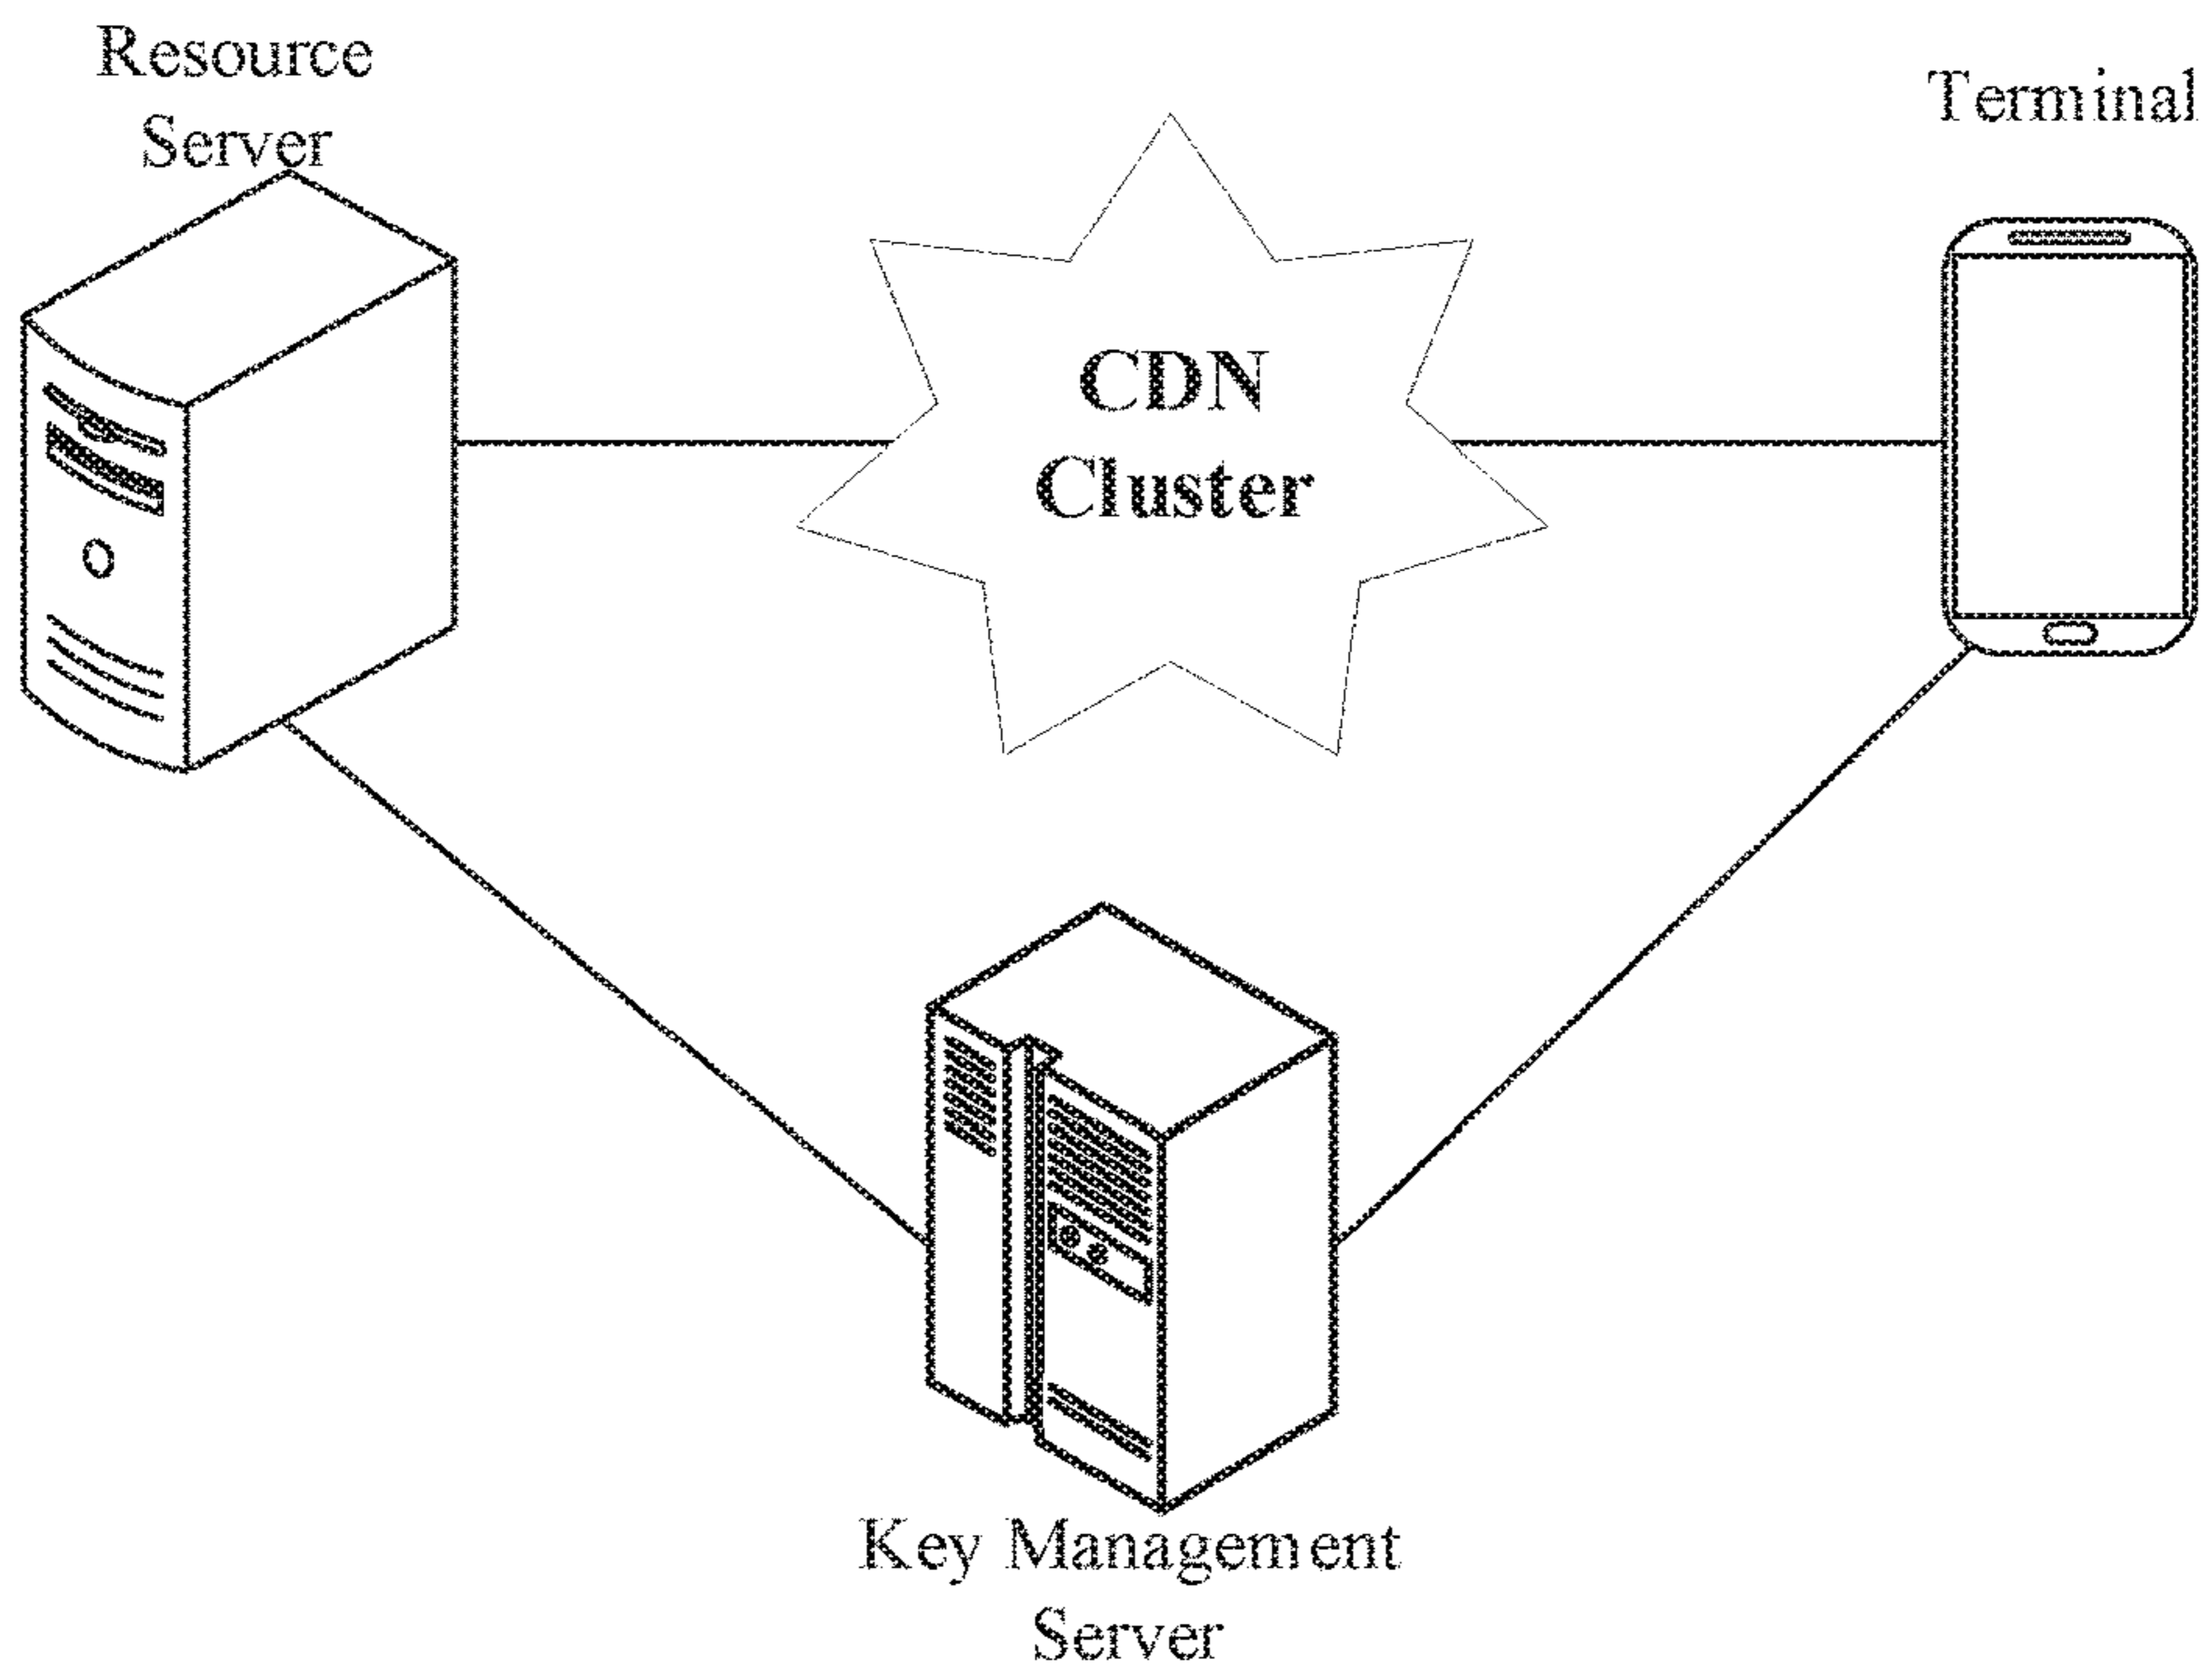 Resource
Server
Terminal
CDN
Cluster
Key Management
Server